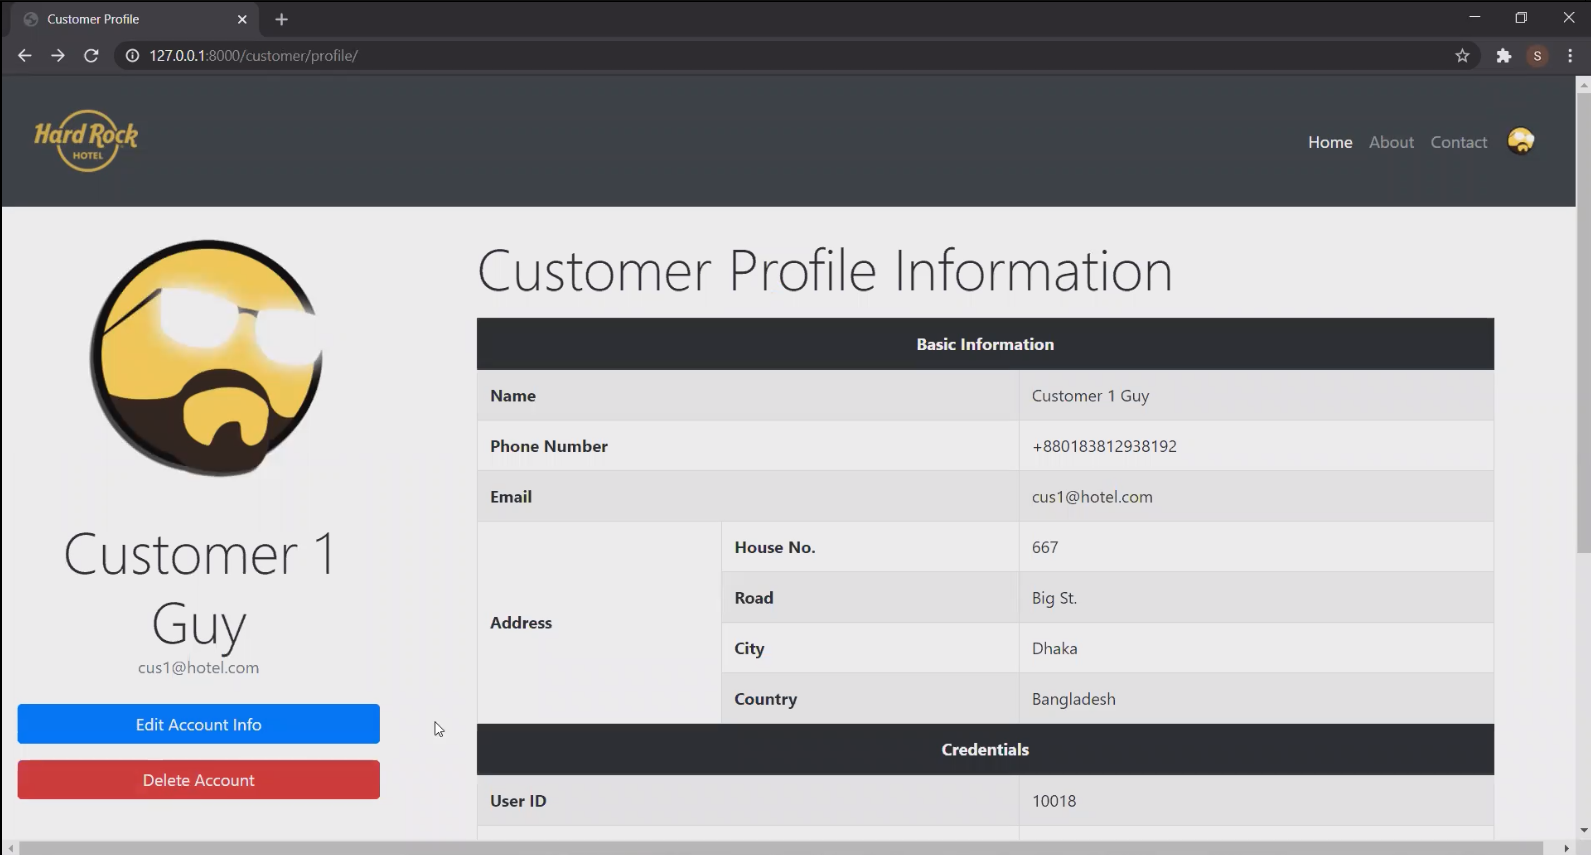 Customer Profile
127.0.0.1:8000/customer/profile/
S
Hard Rock
HOTEL
Home About Contact
Customer Profile Information
Basic Information
Name Customer 1 Guy
Phone Number +880183812938192
Email cus1@hotel.com
Address
House No. 667
Road Big St.
City Dhaka
Country Bangladesh
Credentials
User ID 10018
Customer 1
Guy
cus1@hotel.com
Edit Account Info
Delete Account